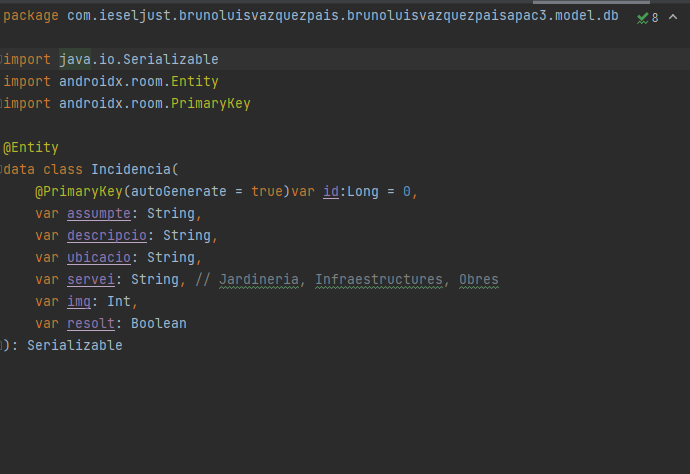 package com.ieseljust.brunoluisvazquezpais.brunoluisvazquezpaisapac3.model.db 8
import java.io.Serializable
import androidx.room.Entity
import androidx.room.PrimaryKey
@Entity
data class Incidencia(
@PrimaryKey(autoGenerate = true)var id:Long = 0,
var assumpte: String,
var descripcio: String,
var ubicacio: String,
var servei: String, // Jardineria, Infraestructures, Obres
var img: Int,
var resolt: Boolean
): Serializable